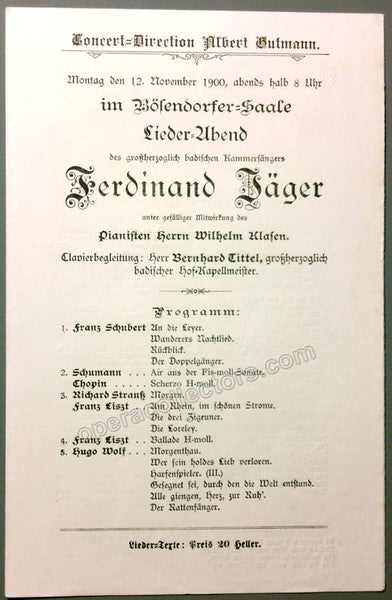 Concert=Direction Albert Gutmann.
Montag den 12. November 1900, abends halb 8 Uhr
im Bösendorfer=Saale
Lieder=Abend
des großherzoglich badischen Kammersängers
Ferdinand Jäger
unter gefälliger Mitwirkung des
Pianisten Herrn Wilhelm Klasen.
Clavierbegleitung: Herr Bernhard Tittel, großherzoglich
badischer Hof=Kapellmeister.
Programm:
1. Franz Schubert An die Leyer.
Wanderers Nachtlied.
Rückblick.
Der Doppelgänger.
2. Schumann . . . Air aus der Fis=moll=Sonate.
Chopin . . . . Scherzo H=moll.
3. Richard Strauß Morgen.
Franz Liszt . . Am Rhein, im schönen Strome.
Die drei Zigeuner.
Die Loreley.
4. Franz Liszt . . Ballade H=moll.
5. Hugo Wolf . . . Morgenthau.
Wer sein holdes Lieb verloren.
Harfenspieler. (III.)
Gesegnet sei, durch den die Welt entstund.
Alle giengen, Herz, zur Ruh'.
Der Rattenfänger.
Lieder=Texte: Preis 20 Heller.
operacollectors.com